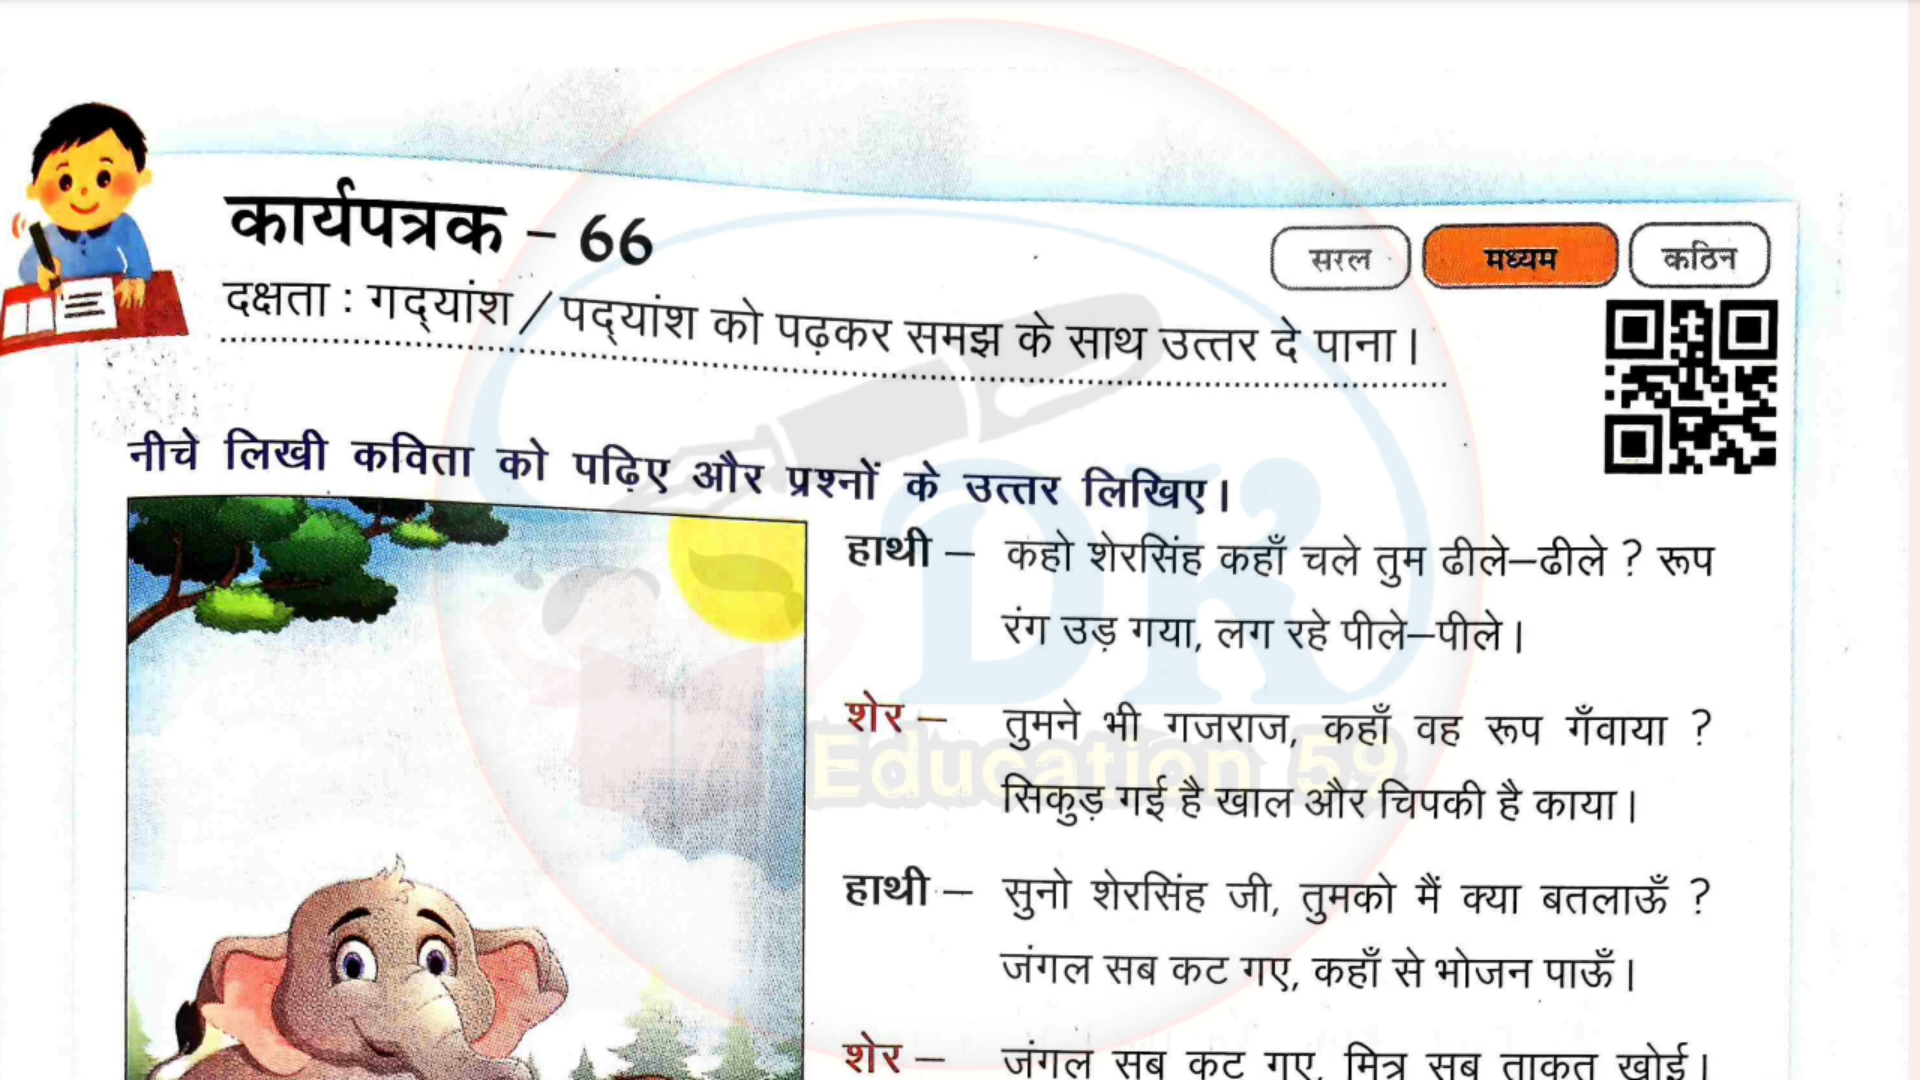 कार्यपत्रक – 66
सरल मध्यम कठिन
दक्षता : गद्‌यांश / पद्‌यांश को पढ़कर समझ के साथ उत्तर दे पाना।
नीचे लिखी कविता को पढ़िए और प्रश्नों के उत्तर लिखिए।
हाथी – कहो शेरसिंह कहाँ चले तुम ढीले–ढीले ? रूप
रंग उड़ गया, लग रहे पीले–पीले।
शेर – तुमने भी गजराज, कहाँ वह रूप गँवाया ?
सिकुड़ गई है खाल और चिपकी है काया।
हाथी – सुनो शेरसिंह जी, तुमको मैं क्या बतलाऊँ ?
जंगल सब कट गए, कहाँ से भोजन पाऊँ।
शेर – जंगल सब कट गए, मित्र सब ताकत खोई।
DK
Education 59